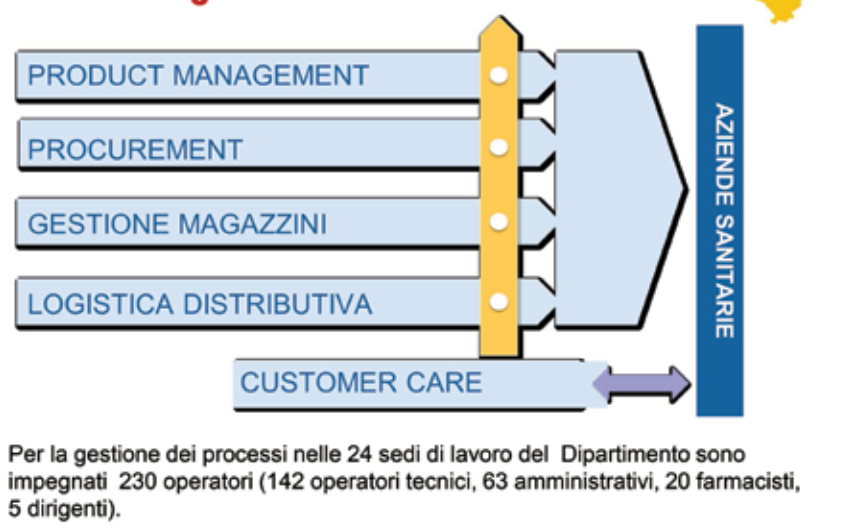 PRODUCT MANAGEMENT
PROCUREMENT
GESTIONE MAGAZZINI
LOGISTICA DISTRIBUTIVA
CUSTOMER CARE
AZIENDE SANITARIE
Per la gestione dei processi nelle 24 sedi di lavoro del Dipartimento sono
impegnati 230 operatori (142 operatori tecnici, 63 amministrativi, 20 farmacisti,
5 dirigenti).